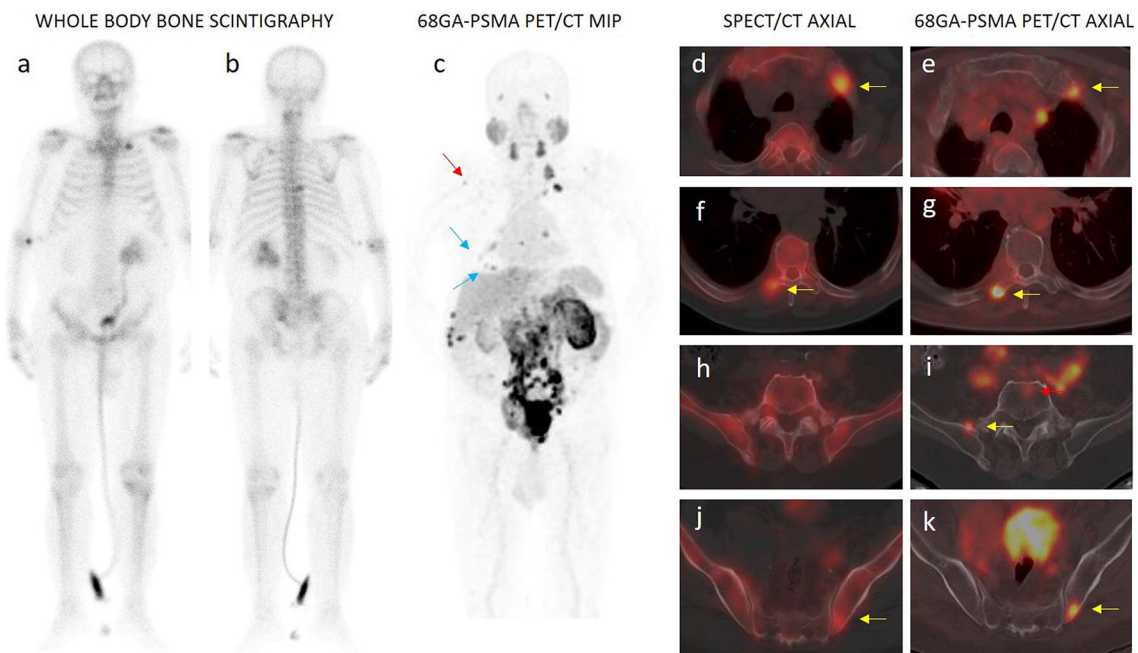 WHOLE BODY BONE SCINTIGRAPHY
68GA-PSMA PET/CT MIP
SPECT/CT AXIAL
68GA-PSMA PET/CT AXIAL
a
b
c
d
e
f
g
h
i
j
k